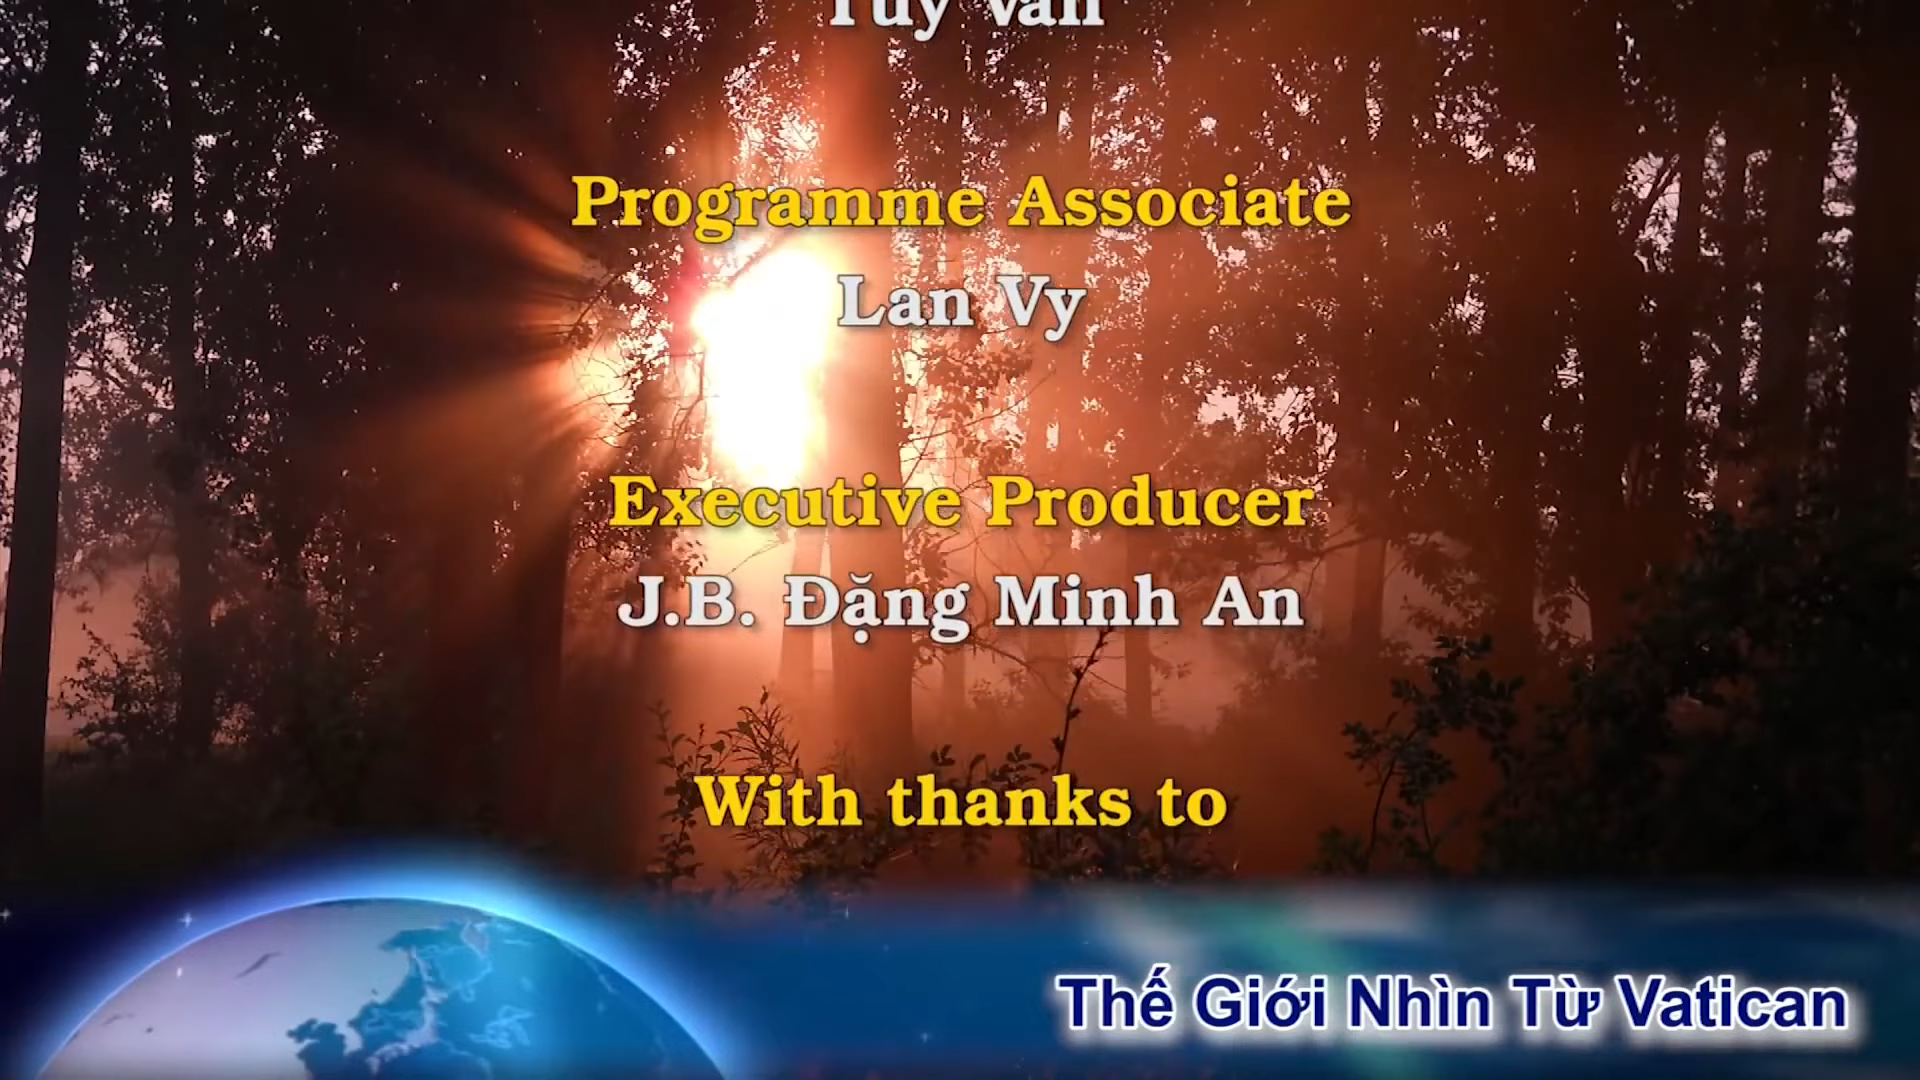 Programme Associate
Lan Vy
Executive Producer
J.B. Đặng Minh An
With thanks to
Thế Giới Nhìn Từ Vatican